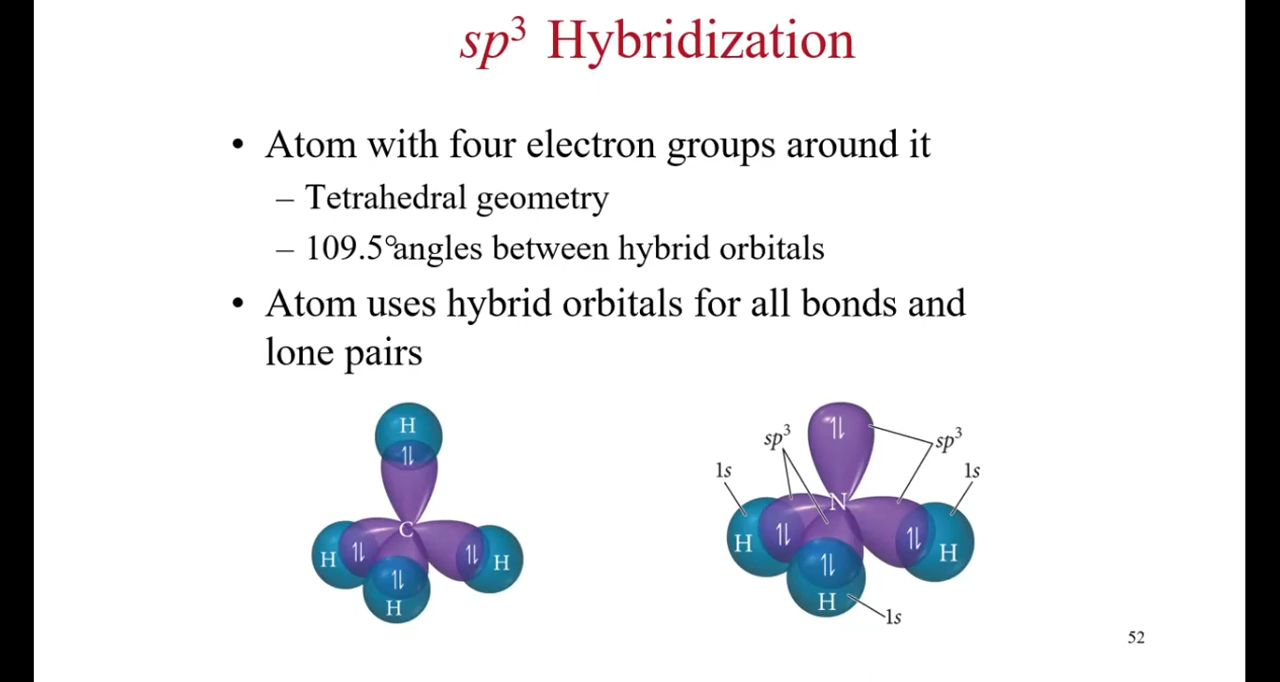 sp³ Hybridization
• Atom with four electron groups around it
– Tetrahedral geometry
– 109.5°angles between hybrid orbitals
• Atom uses hybrid orbitals for all bonds and
lone pairs
H
⥮
C
H ⥮
⥮ H
⥮
H
⥮
sp³
sp³
1s
1s
N
H ⥮
⥮ H
⥮
H
1s
52